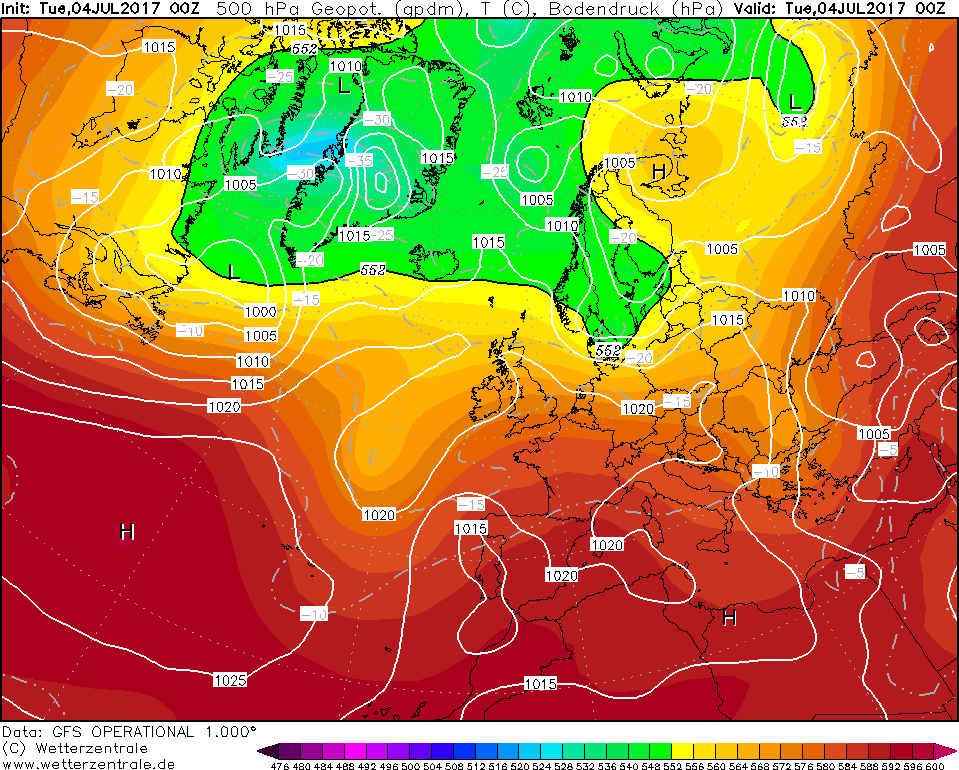 Init: Tue,04JUL2017 00Z 500 hPa Geopot. (gpdm), T (C), Bodendruck (hPa) Valid: Tue,04JUL2017 00Z
1015 1015 552
-25 1010 L
-20 -20
1010 L 552
-30
-15
1015 1005
-35
1010 1005 -30 -25 H
-15 1005
1010
1015 -25 1015 -20 1005 1005
-20
L 552
-15 1010
1000 1015
-10 1005
552 -20
1010
1015
1020 1020 -15
1005
-5
-10
-15
1020
1015
H 1020
1020 -5
-10 H
1025 1015
Data: GFS OPERATIONAL 1.000°
(C) Wetterzentrale
www.wetterzentrale.de
476 480 484 488 492 496 500 504 508 512 516 520 524 528 532 536 540 544 548 552 556 560 564 568 572 576 580 584 588 592 596 600